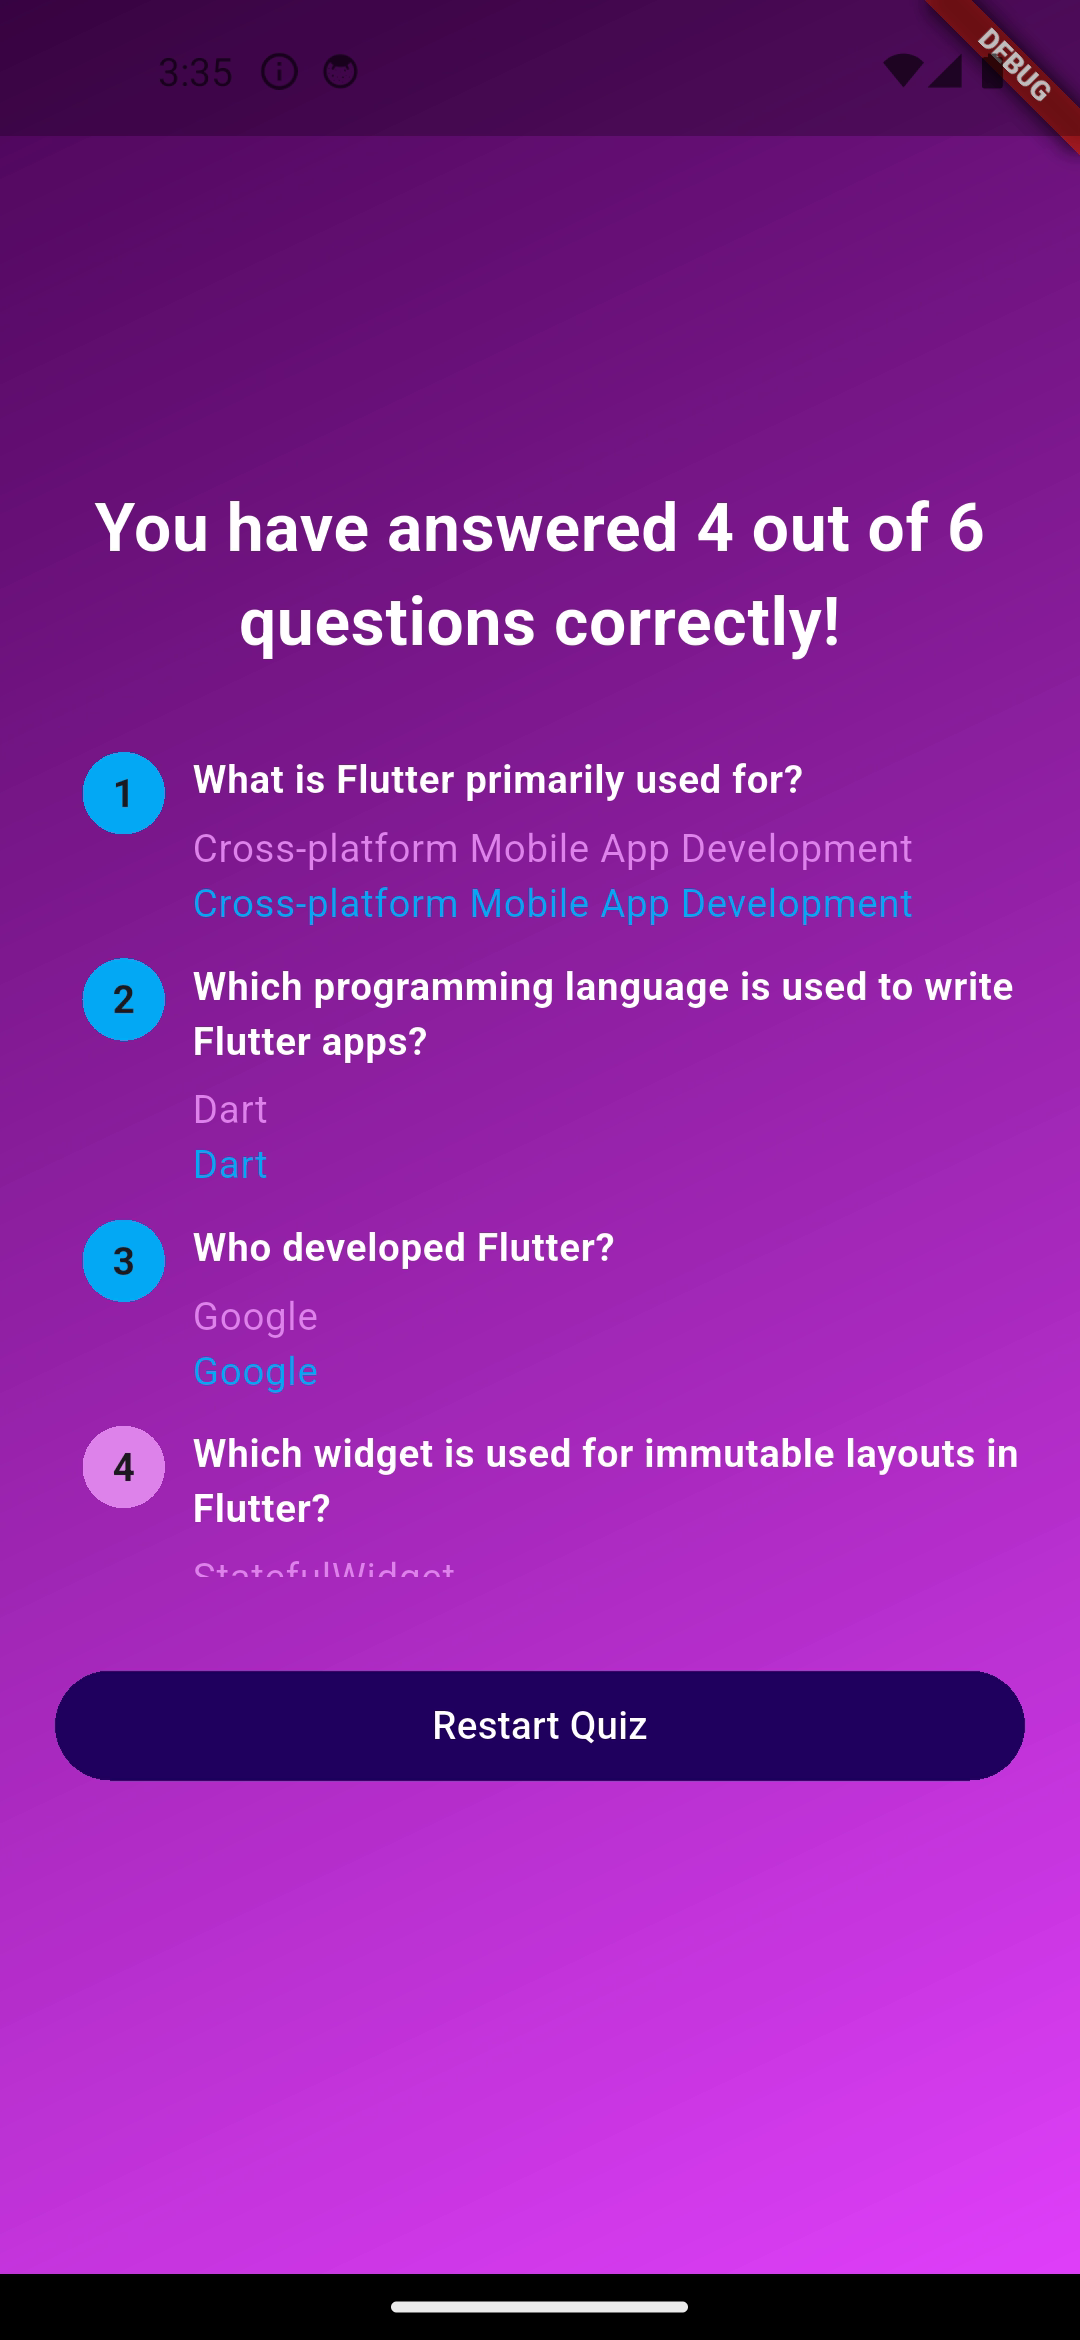 3:35
DEBUG
You have answered 4 out of 6
questions correctly!
1
What is Flutter primarily used for?
Cross-platform Mobile App Development
Cross-platform Mobile App Development
2
Which programming language is used to write
Flutter apps?
Dart
Dart
3
Who developed Flutter?
Google
Google
4
Which widget is used for immutable layouts in
Flutter?
StatefulWidget
Restart Quiz